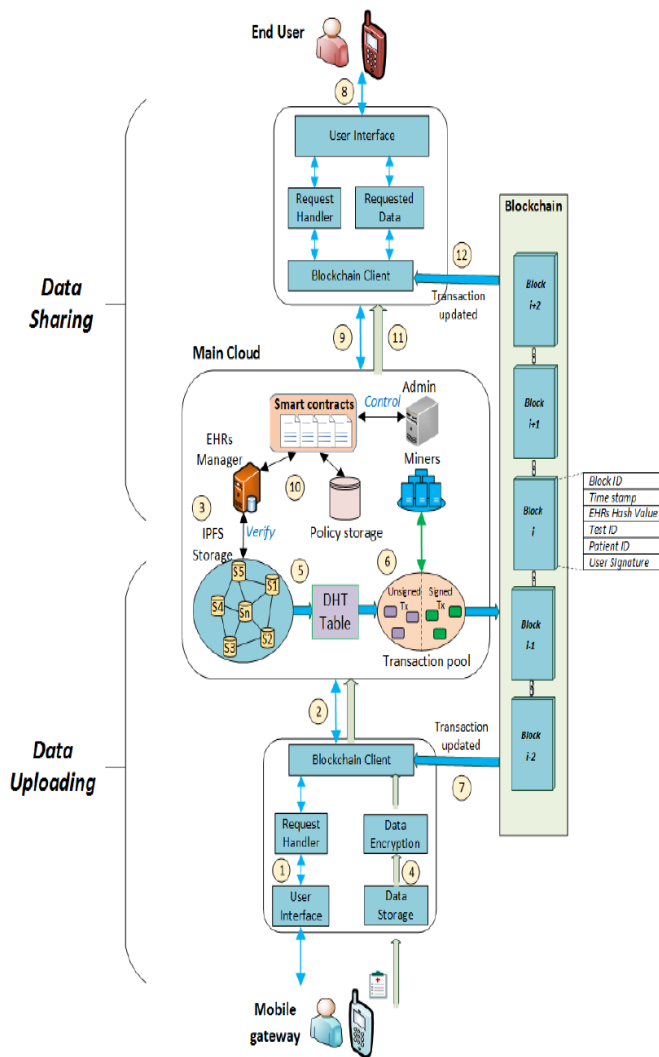 End User
8
User Interface
Request
Handler
Requested
Data
Blockchain Client
Data
Sharing
Blockchain
12
Transaction
updated
Block
i+2
9
11
Main Cloud
Smart contracts
Control
Admin
EHRs
Manager
10
Miners
Block
i+1
3
Policy storage
Verify
IPFS
Storage
Block
i
Block ID
Time stamp
EHRs Hash Value
Test ID
Patient ID
User Signature
S5
S1
S4
Sn
S3
S2
5
DHT
Table
6
Unsigned
Tx
Signed
Tx
Transaction pool
Block
i-1
2
Data
Uploading
Transaction
updated
7
Block
i-2
Blockchain Client
Request
Handler
Data
Encryption
1
4
User
Interface
Data
Storage
Mobile
gateway